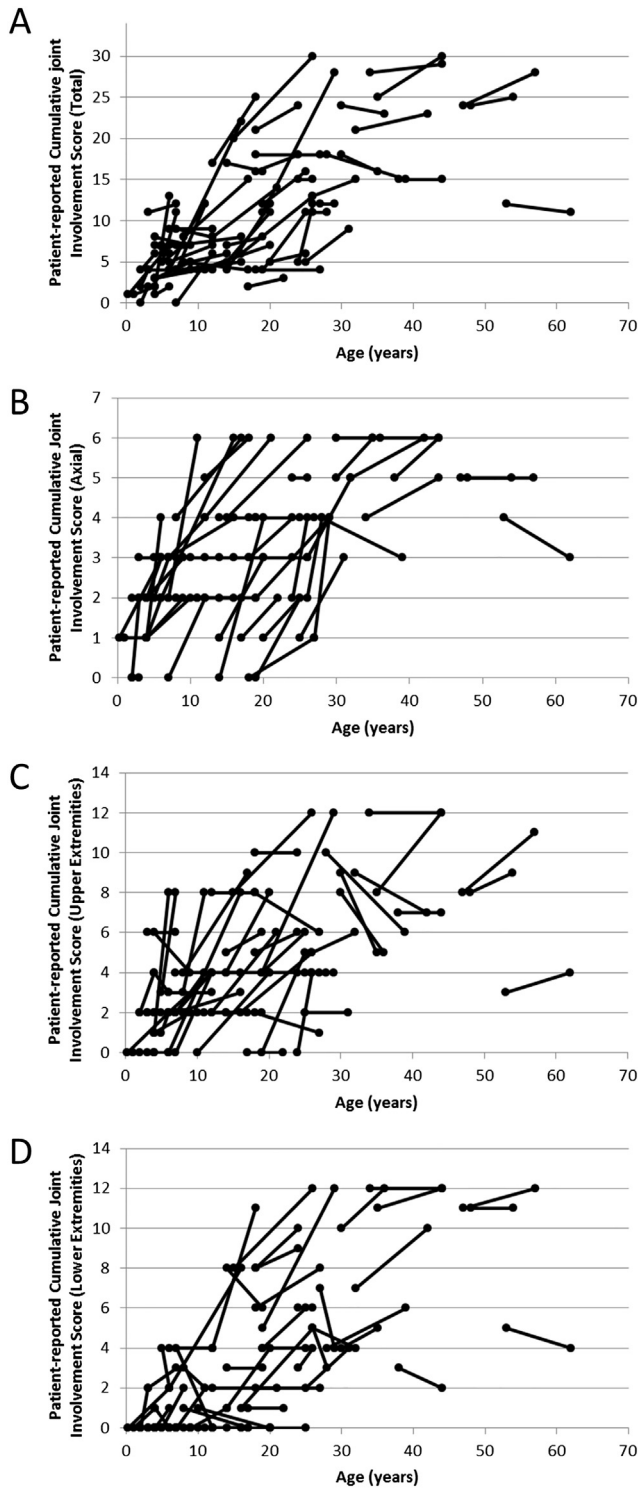 A
Patient-reported Cumulative joint
Involvement Score (Total)
30
25
20
15
10
5
0
0 10 20 30 40 50 60 70
Age (years)
B
Patient-reported Cumulative Joint
Involvement Score (Axial)
7
6
5
4
3
2
1
0
0 10 20 30 40 50 60 70
Age (years)
C
Patient-reported Cumulative Joint
Involvement Score (Upper Extremities)
14
12
10
8
6
4
2
0
0 10 20 30 40 50 60 70
Age (years)
D
Patient-reported Cumulative Joint
Involvement Score (Lower Extremities)
14
12
10
8
6
4
2
0
0 10 20 30 40 50 60 70
Age (years)